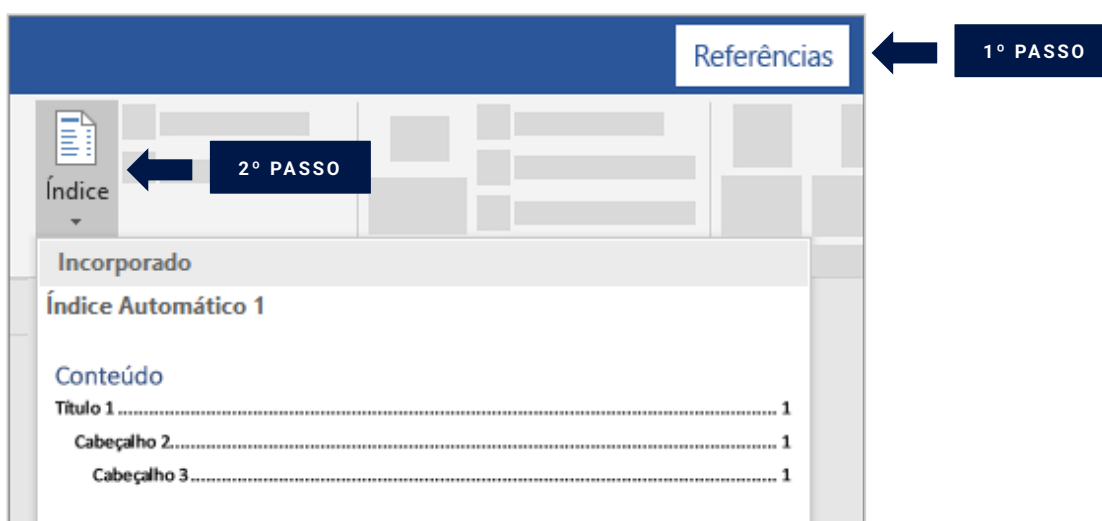 Referências
1º PASSO
2º PASSO
Índice
Incorporado
Índice Automático 1
Conteúdo
Título 1 ........................................................................ 1
Cabeçalho 2........................................................................ 1
Cabeçalho 3........................................................................ 1